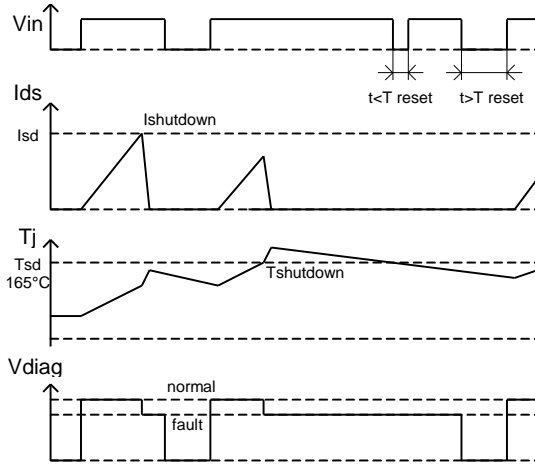 Vin
t<T reset
t>T reset
Ids
Ishutdown
Isd
Tj
Tsd
165°C
Tshutdown
Vdiag
normal
fault